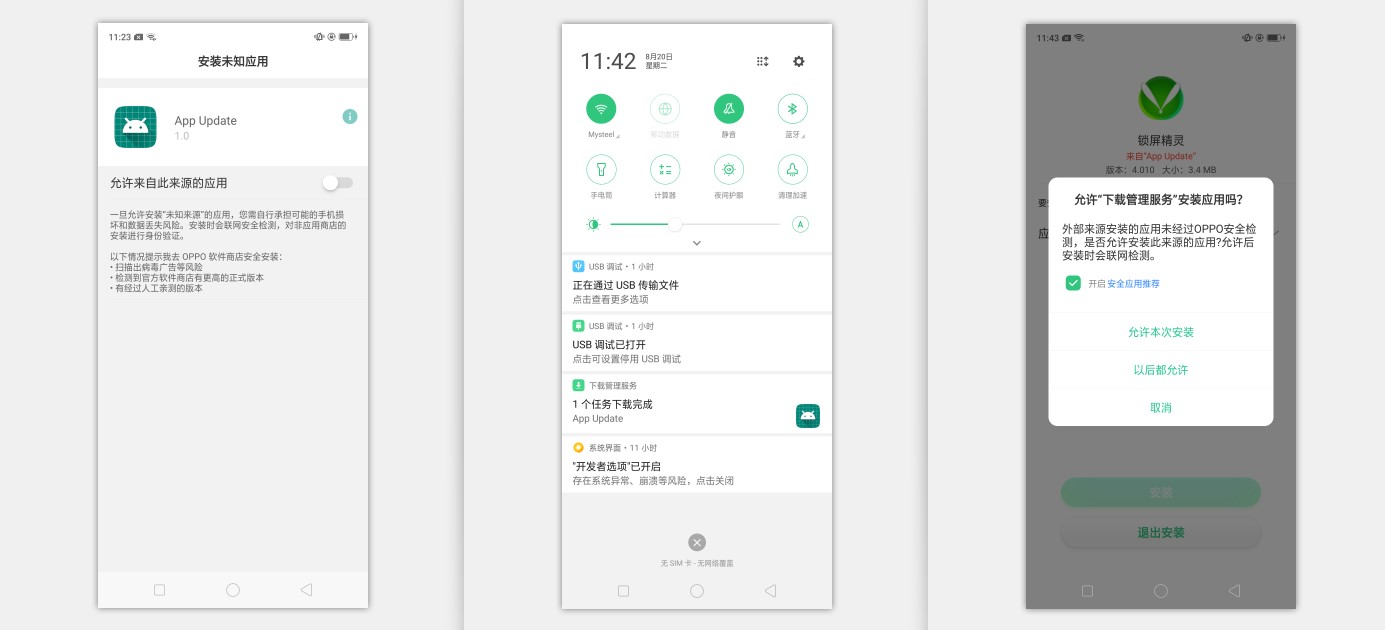 11:23
安装未知应用
App Update
1.0
允许来自此来源的应用
一旦允许安装“未知来源”的应用，您需自行承担可能的手机损
坏和数据丢失风险。安装时会联网安全检测，对非应用商店的
安装进行身份验证。
以下情况提示我去 OPPO 软件商店安全安装：
• 扫描出病毒广告等风险
• 检测到官方软件商店有更高的正式版本
• 有经过人工亲测的版本
11:42
8月20日
星期二
Mysteel
移动数据
静音
蓝牙
手电筒
计算器
夜间护眼
清理加速
A
USB 调试 • 1 小时
正在通过 USB 传输文件
点击查看更多选项
USB 调试 • 1 小时
USB 调试已打开
点击可设置停用 USB 调试
下载管理服务
1 个任务下载完成
App Update
系统界面 • 11 小时
"开发者选项"已开启
存在系统异常、崩溃等风险，点击关闭
无 SIM 卡 - 无网络覆盖
11:43
锁屏精灵
来自"App Update"
版本：4.010 大小：3.4 MB
要
应
允许“下载管理服务”安装应用吗？
外部来源安装的应用未经过OPPO安全检
测，是否允许安装此来源的应用?允许后
安装时会联网检测。
开启 安全应用推荐
允许本次安装
以后都允许
取消
安装
退出安装